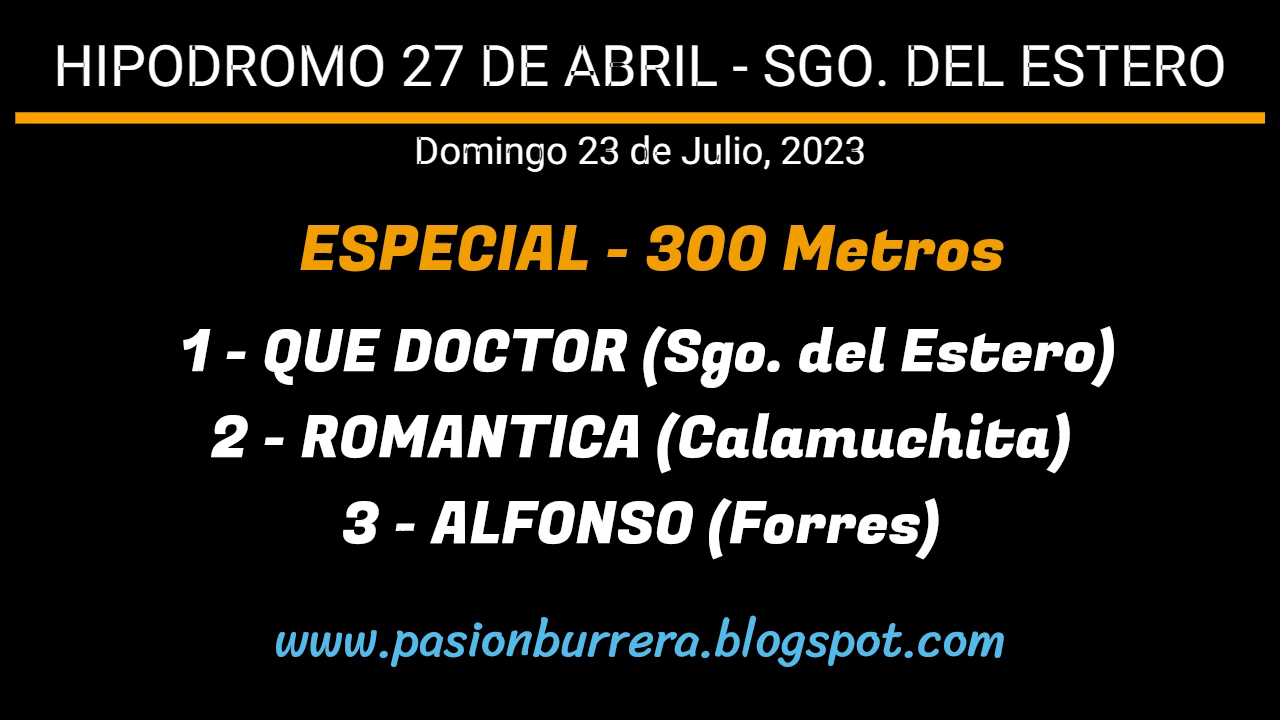 HIPODROMO 27 DE ABRIL - SGO. DEL ESTERO
Domingo 23 de Julio, 2023
ESPECIAL - 300 Metros
1 - QUE DOCTOR (Sgo. del Estero)
2 - ROMANTICA (Calamuchita)
3 - ALFONSO (Forres)
www.pasionburrera.blogspot.com